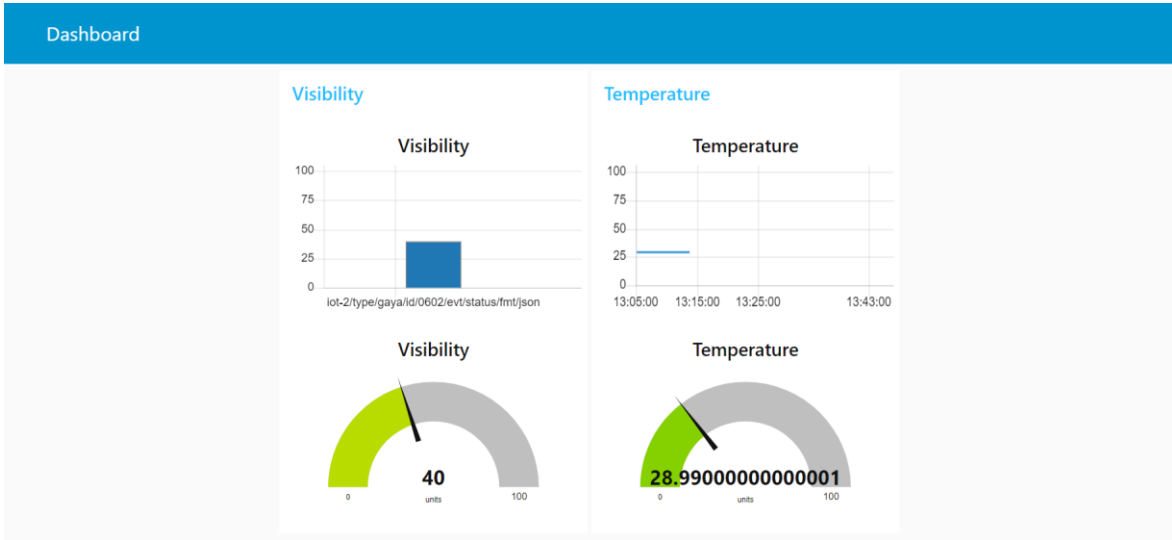 Dashboard
Visibility
Visibility
100
75
50
25
0
iot-2/type/gaya/id/0602/evt/status/fmt/json
Visibility
40
0 units 100
Temperature
Temperature
100
75
50
25
0
13:05:00 13:15:00 13:25:00 13:43:00
Temperature
28.99000000000001
0 units 100